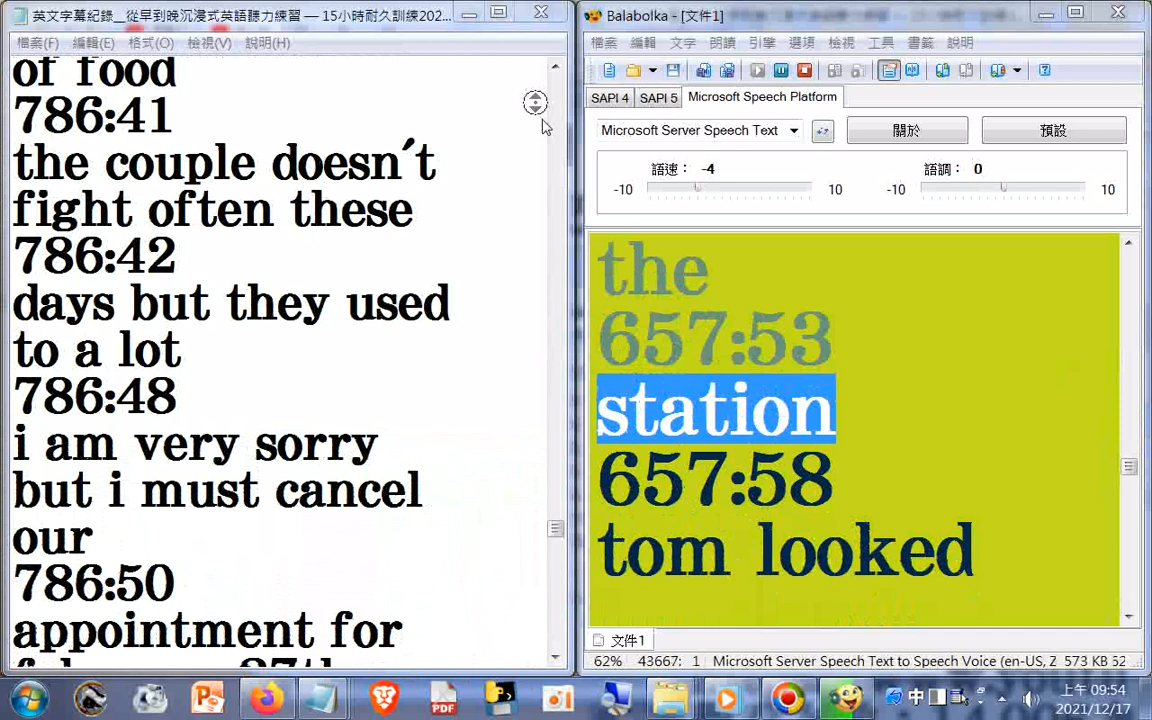 英文字幕紀錄__從早到晚沉浸式英語聽力練習 — 15小時耐久訓練202...
檔案(F) 編輯(E) 格式(O) 檢視(V) 說明(H)
of food
786:41
the couple doesn't
fight often these
786:42
days but they used
to a lot
786:48
i am very sorry
but i must cancel
our
786:50
appointment for
Balabolka - [文件1]
檔案 編輯 文字 朗讀 引擎 選項 檢視 工具 書籤 說明
SAPI 4 SAPI 5 Microsoft Speech Platform
Microsoft Server Speech Text 關於 預設
語速： -4 語調： 0
-10 10 -10 10
the
657:53
station
657:58
tom looked
文件1
62% 43667: 1 Microsoft Server Speech Text to Speech Voice (en-US, Z 573 KB 52
PDF
中
上午 09:54
2021/12/17